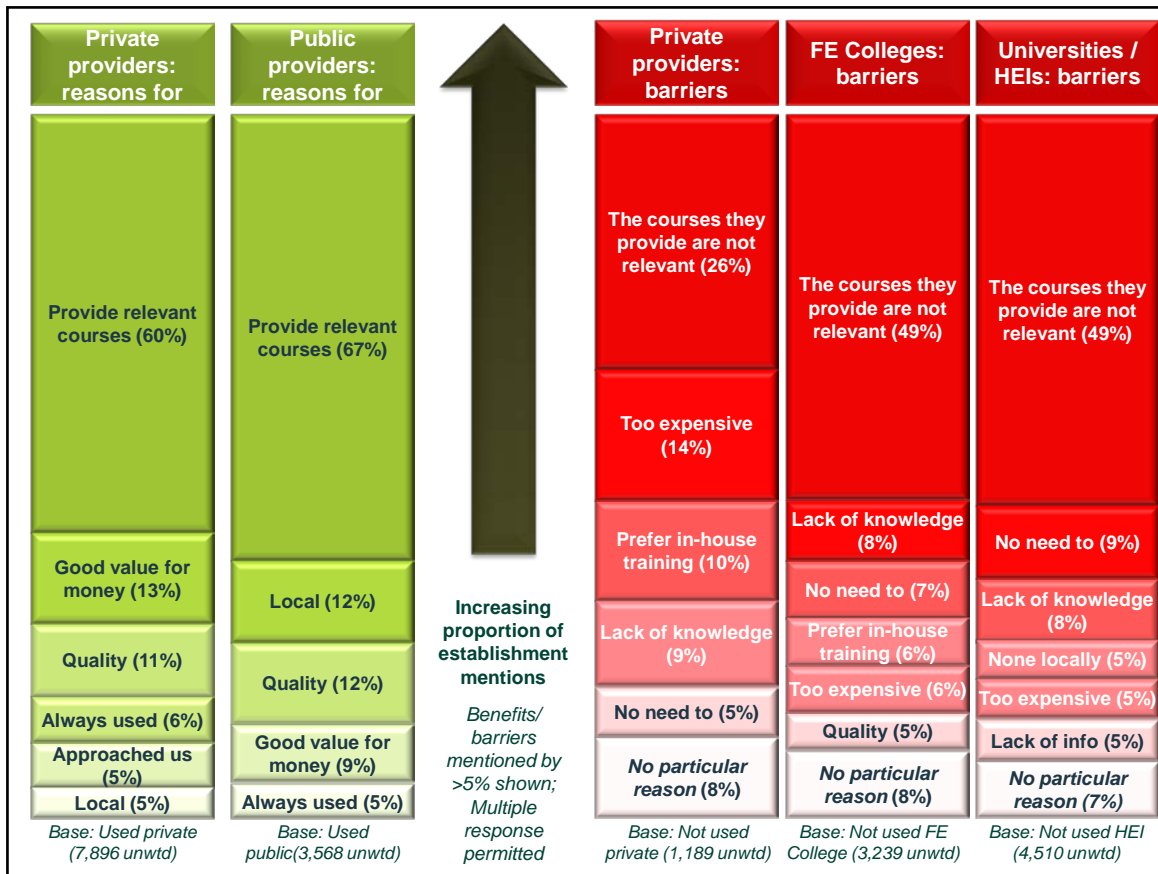 Private
providers:
reasons for
Provide relevant
courses (60%)
Good value for
money (13%)
Quality (11%)
Always used (6%)
Approached us
(5%)
Local (5%)
Base: Used private
(7,896 unwtd)
Public
providers:
reasons for
Provide relevant
courses (67%)
Local (12%)
Quality (12%)
Good value for
money (9%)
Always used (5%)
Base: Used
public(3,568 unwtd)
Increasing
proportion of
establishment
mentions
Benefits/
barriers
mentioned by
>5% shown;
Multiple
response
permitted
Private
providers:
barriers
The courses they
provide are not
relevant (26%)
Too expensive
(14%)
Prefer in-house
training (10%)
Lack of knowledge
(9%)
No need to (5%)
No particular
reason (8%)
Base: Not used
private (1,189 unwtd)
FE Colleges:
barriers
The courses they
provide are not
relevant (49%)
Lack of knowledge
(8%)
No need to (7%)
Prefer in-house
training (6%)
Too expensive (6%)
Quality (5%)
No particular
reason (8%)
Base: Not used FE
College (3,239 unwtd)
Universities /
HEIs: barriers
The courses they
provide are not
relevant (49%)
No need to (9%)
Lack of knowledge
(8%)
None locally (5%)
Too expensive (5%)
Lack of info (5%)
No particular
reason (7%)
Base: Not used HEI
(4,510 unwtd)